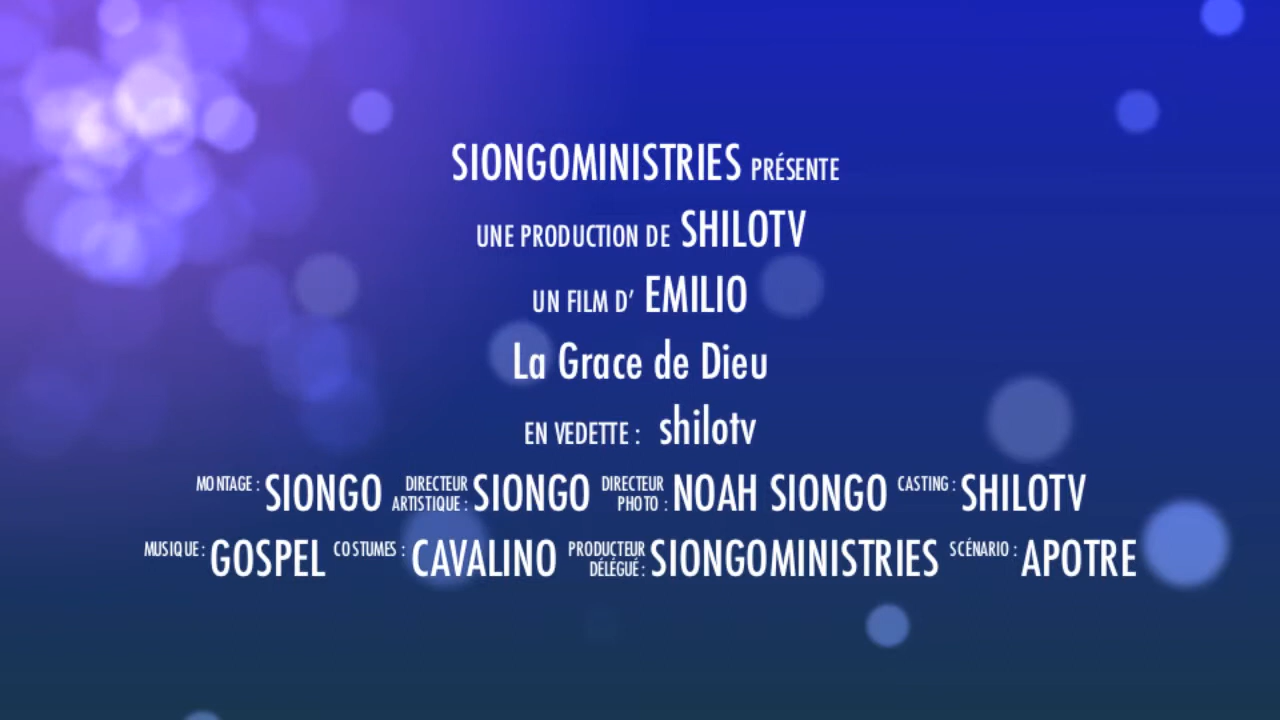 SIONGOMINISTRIES PRÉSENTE
UNE PRODUCTION DE SHILOTV
UN FILM D’ EMILIO
La Grace de Dieu
EN VEDETTE : shilotv
MONTAGE : SIONGO DIRECTEUR ARTISTIQUE : SIONGO DIRECTEUR PHOTO : NOAH SIONGO CASTING : SHILOTV
MUSIQUE : GOSPEL COSTUMES : CAVALINO PRODUCTEUR DÉLÉGUÉ : SIONGOMINISTRIES SCÉNARIO : APOTRE